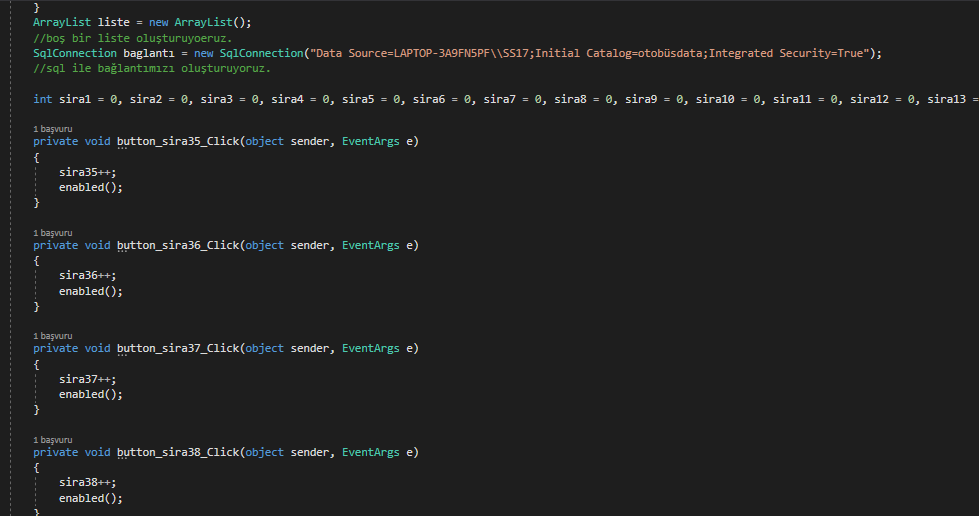 }
ArrayList liste = new ArrayList();
//boş bir liste oluşturuyoeruz.
SqlConnection baglantı = new SqlConnection("Data Source=LAPTOP-3A9FN5PF\\SS17;Initial Catalog=otobüsdata;Integrated Security=True");
//sql ile bağlantımızı oluşturuyoruz.
int sira1 = 0, sira2 = 0, sira3 = 0, sira4 = 0, sira5 = 0, sira6 = 0, sira7 = 0, sira8 = 0, sira9 = 0, sira10 = 0, sira11 = 0, sira12 = 0, sira13 =
1 başvuru
private void button_sira35_Click(object sender, EventArgs e)
{
sira35++;
enabled();
}
1 başvuru
private void button_sira36_Click(object sender, EventArgs e)
{
sira36++;
enabled();
}
1 başvuru
private void button_sira37_Click(object sender, EventArgs e)
{
sira37++;
enabled();
}
1 başvuru
private void button_sira38_Click(object sender, EventArgs e)
{
sira38++;
enabled();
}